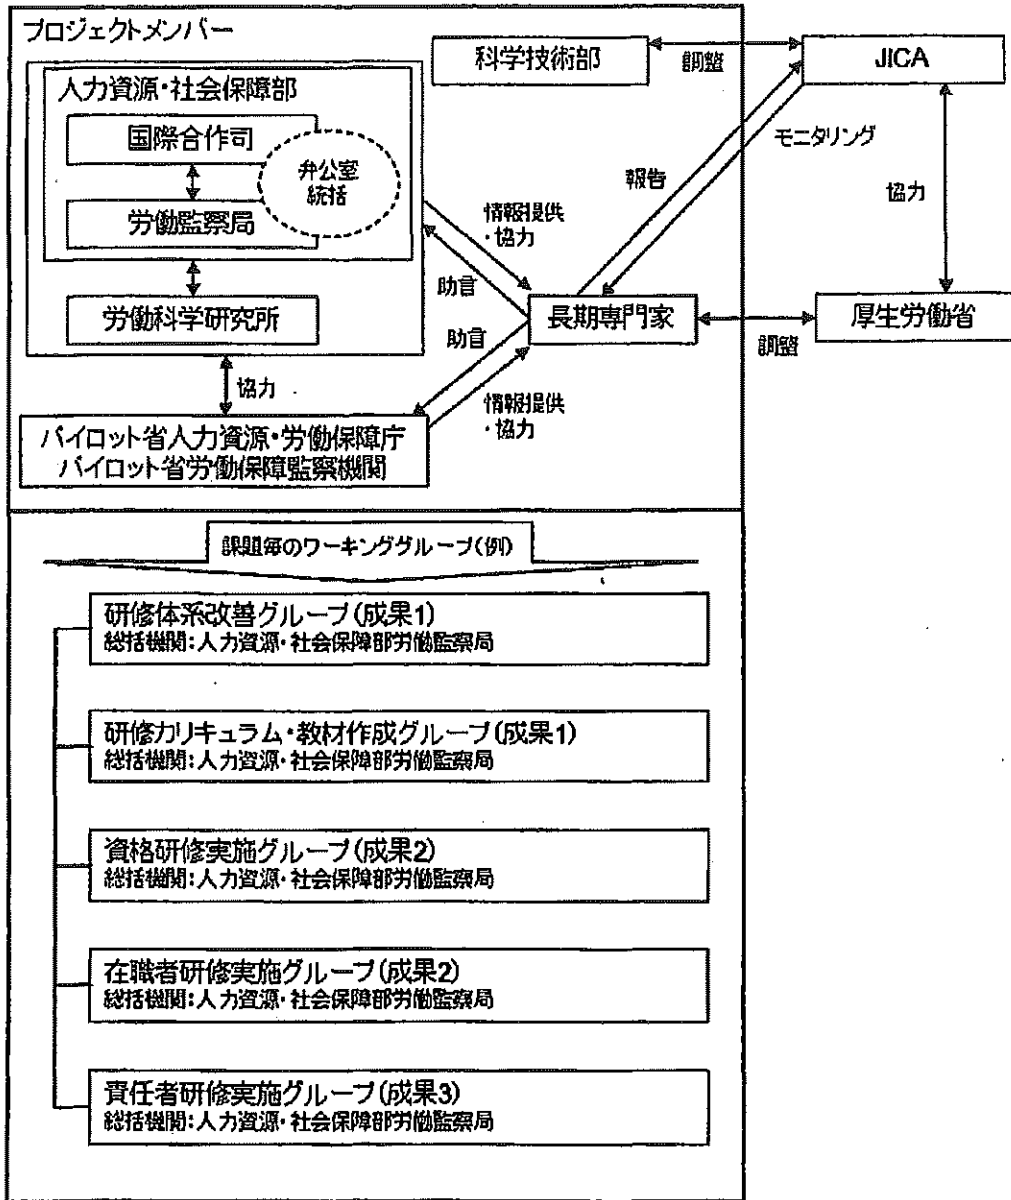 プロジェクトメンバー
科学技術部
調整
JICA
人力資源・社会保障部
国際合作司
弁公室
統括
労働監察局
労働科学研究所
情報提供
・協力
助言
助言
報告
モニタリング
協力
長期専門家
調整
厚生労働省
協力
情報提供
・協力
パイロット省人力資源・労働保障庁
パイロット省労働保障監察機関
課題毎のワーキンググループ(例)
研修体系改善グループ(成果1)
総括機関:人力資源・社会保障部労働監察局
研修カリキュラム・教材作成グループ(成果1)
総括機関:人力資源・社会保障部労働監察局
資格研修実施グループ(成果2)
総括機関:人力資源・社会保障部労働監察局
在職者研修実施グループ(成果2)
総括機関:人力資源・社会保障部労働監察局
責任者研修実施グループ(成果3)
総括機関:人力資源・社会保障部労働監察局